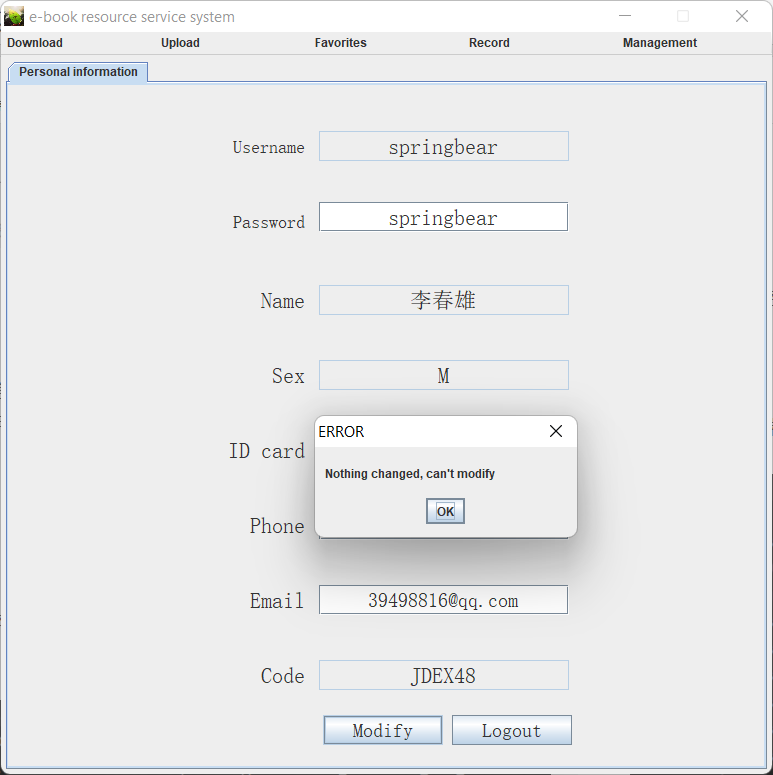 e-book resource service system
Download Upload Favorites Record Management
Personal information
Username springbear
Password springbear
Name 李春雄
Sex M
ID card
ERROR
Nothing changed, can't modify
OK
Phone
Email 39498816@qq.com
Code JDEX48
Modify Logout